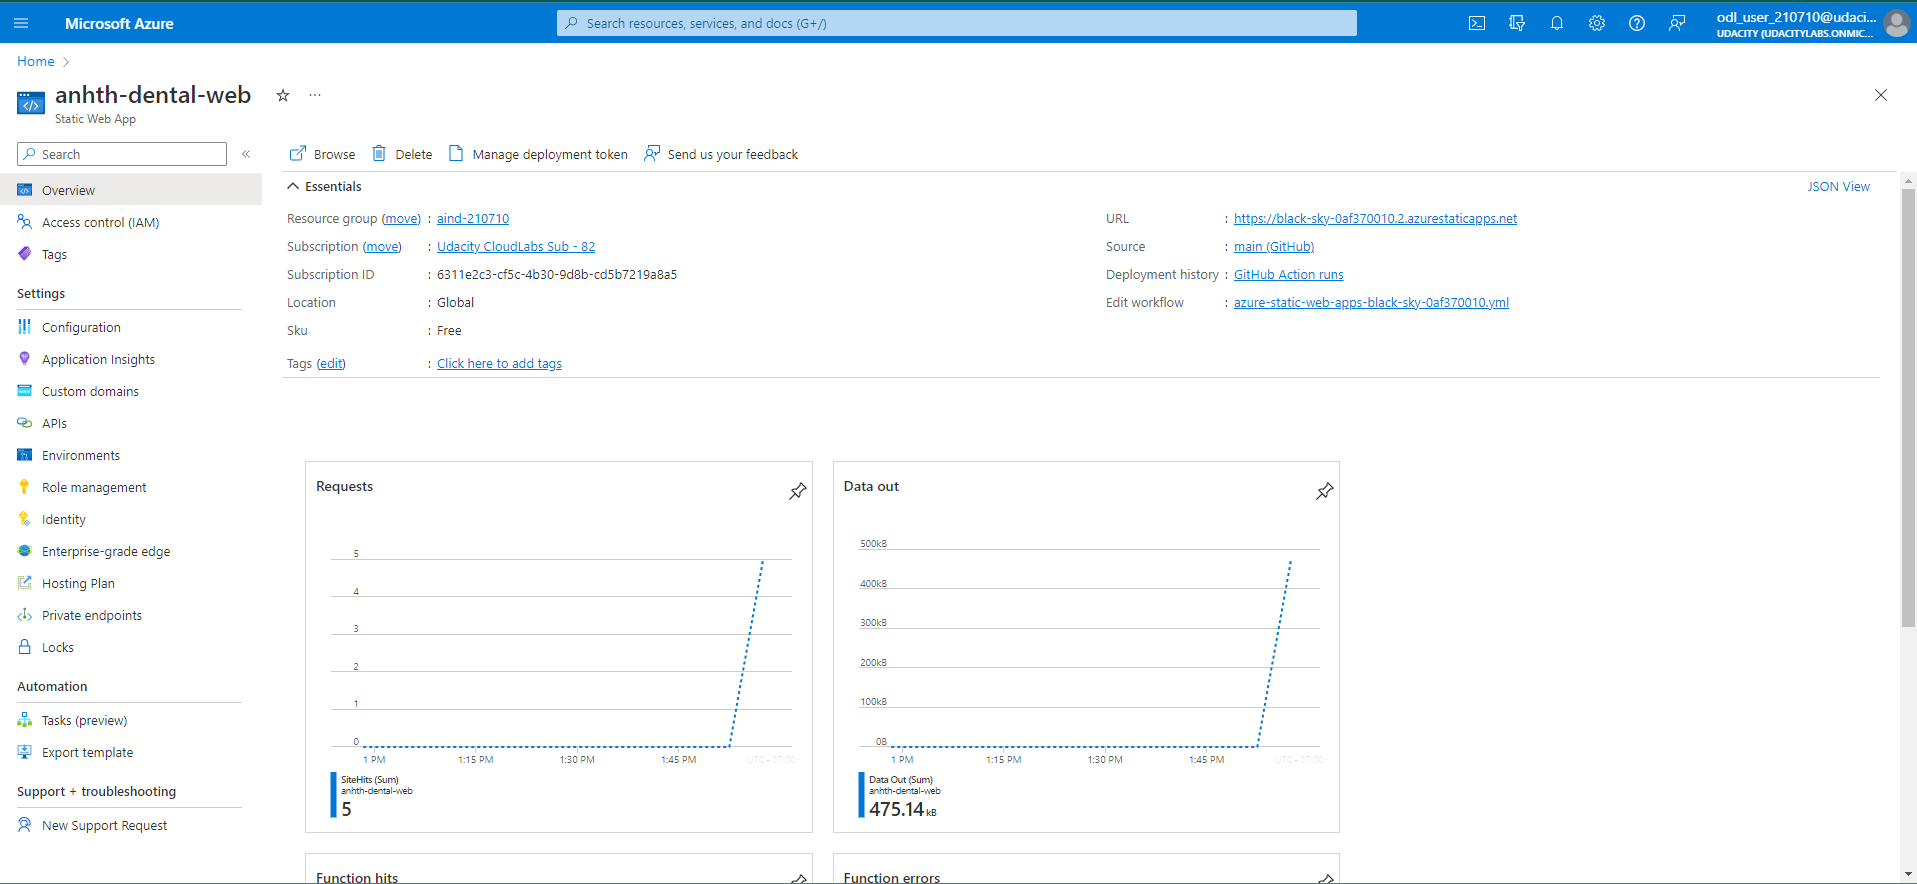 Microsoft Azure
Search resources, services, and docs (G+/)
odl_user_210710@udaci...
UDACITY (UDACITYLABS.ONMIC...
Home
anhth-dental-web
Static Web App
Search
Browse
Delete
Manage deployment token
Send us your feedback
Overview
Access control (IAM)
Tags
Settings
Configuration
Application Insights
Custom domains
APIs
Environments
Role management
Identity
Enterprise-grade edge
Hosting Plan
Private endpoints
Locks
Automation
Tasks (preview)
Export template
Support + troubleshooting
New Support Request
Essentials
JSON View
Resource group (move) : aind-210710
Subscription (move) : Udacity CloudLabs Sub - 82
Subscription ID : 6311e2c3-cf5c-4b30-9d8b-cd5b7219a8a5
Location : Global
Sku : Free
Tags (edit) : Click here to add tags
URL : https://black-sky-0af370010.2.azurestaticapps.net
Source : main (GitHub)
Deployment history : GitHub Action runs
Edit workflow : azure-static-web-apps-black-sky-0af370010.yml
Requests
5
4
3
2
1
0
1 PM 1:15 PM 1:30 PM 1:45 PM UTC+07:00
SiteHits (Sum)
anhth-dental-web
5
Data out
500kB
400kB
300kB
200kB
100kB
0B
1 PM 1:15 PM 1:30 PM 1:45 PM UTC+07:00
Data Out (Sum)
anhth-dental-web
475.14 kB
Function hits
Function errors